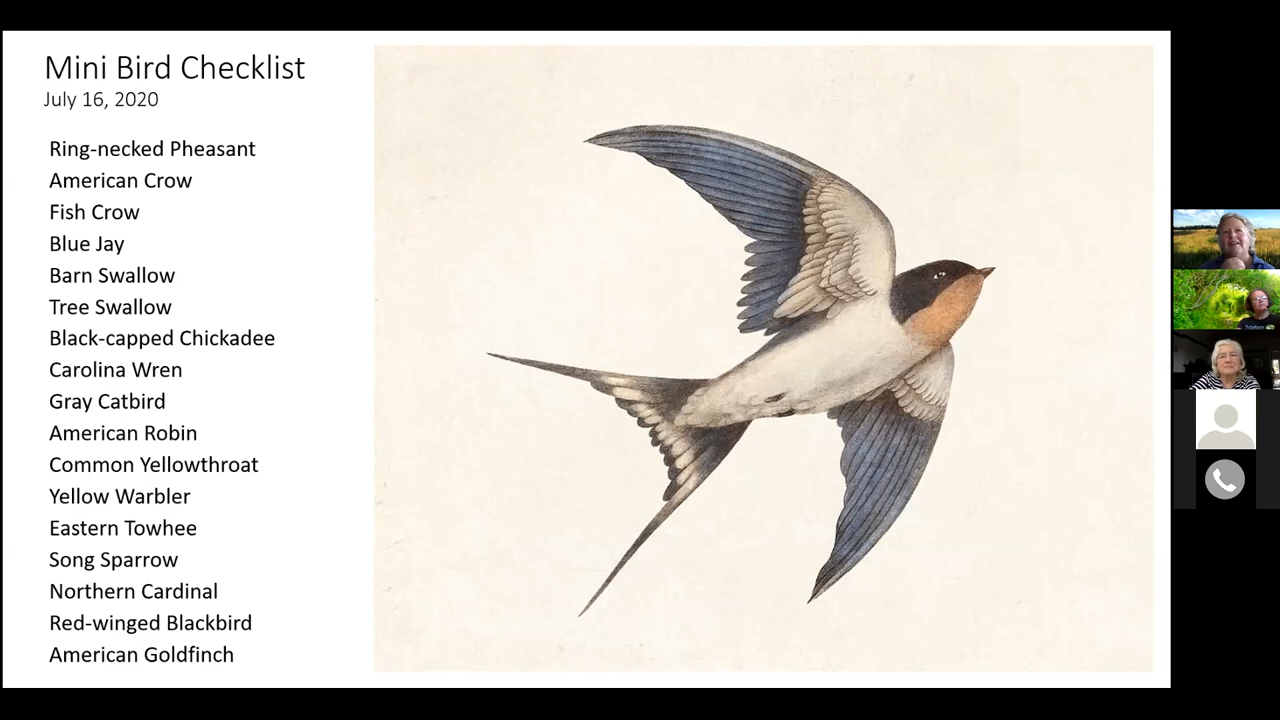 Mini Bird Checklist
July 16, 2020
Ring-necked Pheasant
American Crow
Fish Crow
Blue Jay
Barn Swallow
Tree Swallow
Black-capped Chickadee
Carolina Wren
Gray Catbird
American Robin
Common Yellowthroat
Yellow Warbler
Eastern Towhee
Song Sparrow
Northern Cardinal
Red-winged Blackbird
American Goldfinch